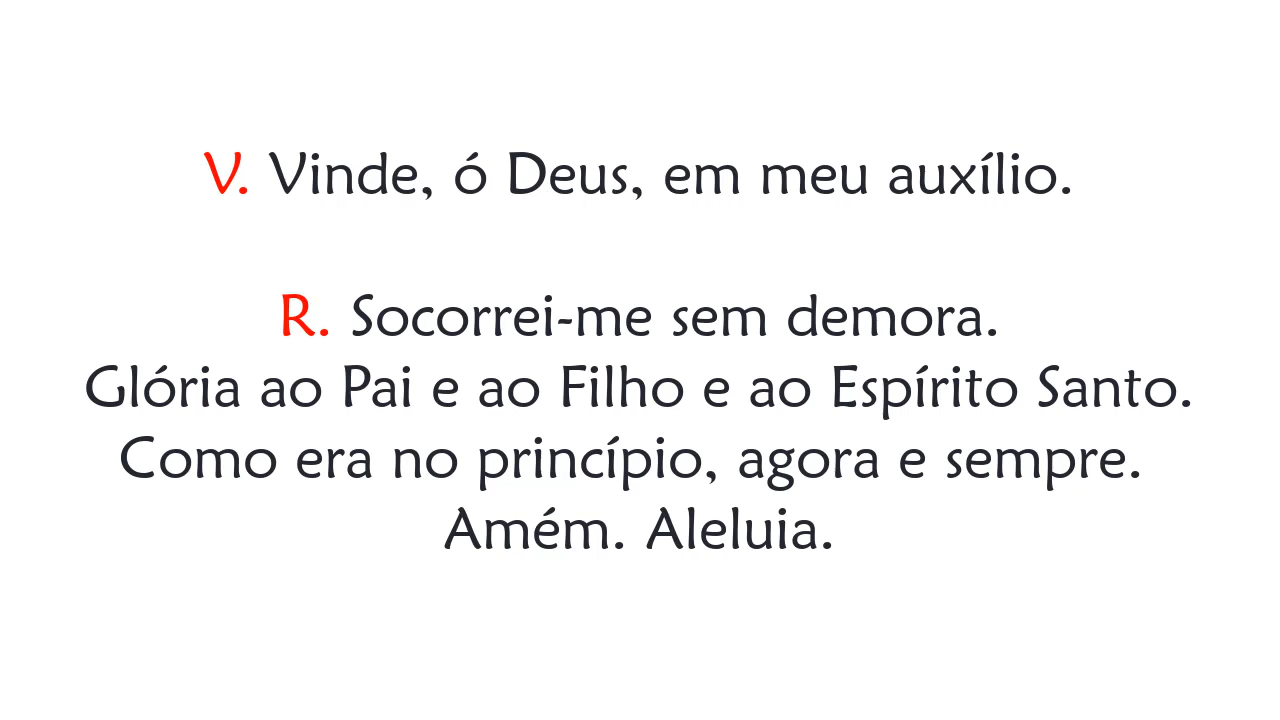 V. Vinde, ó Deus, em meu auxílio.
R. Socorrei-me sem demora.
Glória ao Pai e ao Filho e ao Espírito Santo.
Como era no princípio, agora e sempre.
Amém. Aleluia.